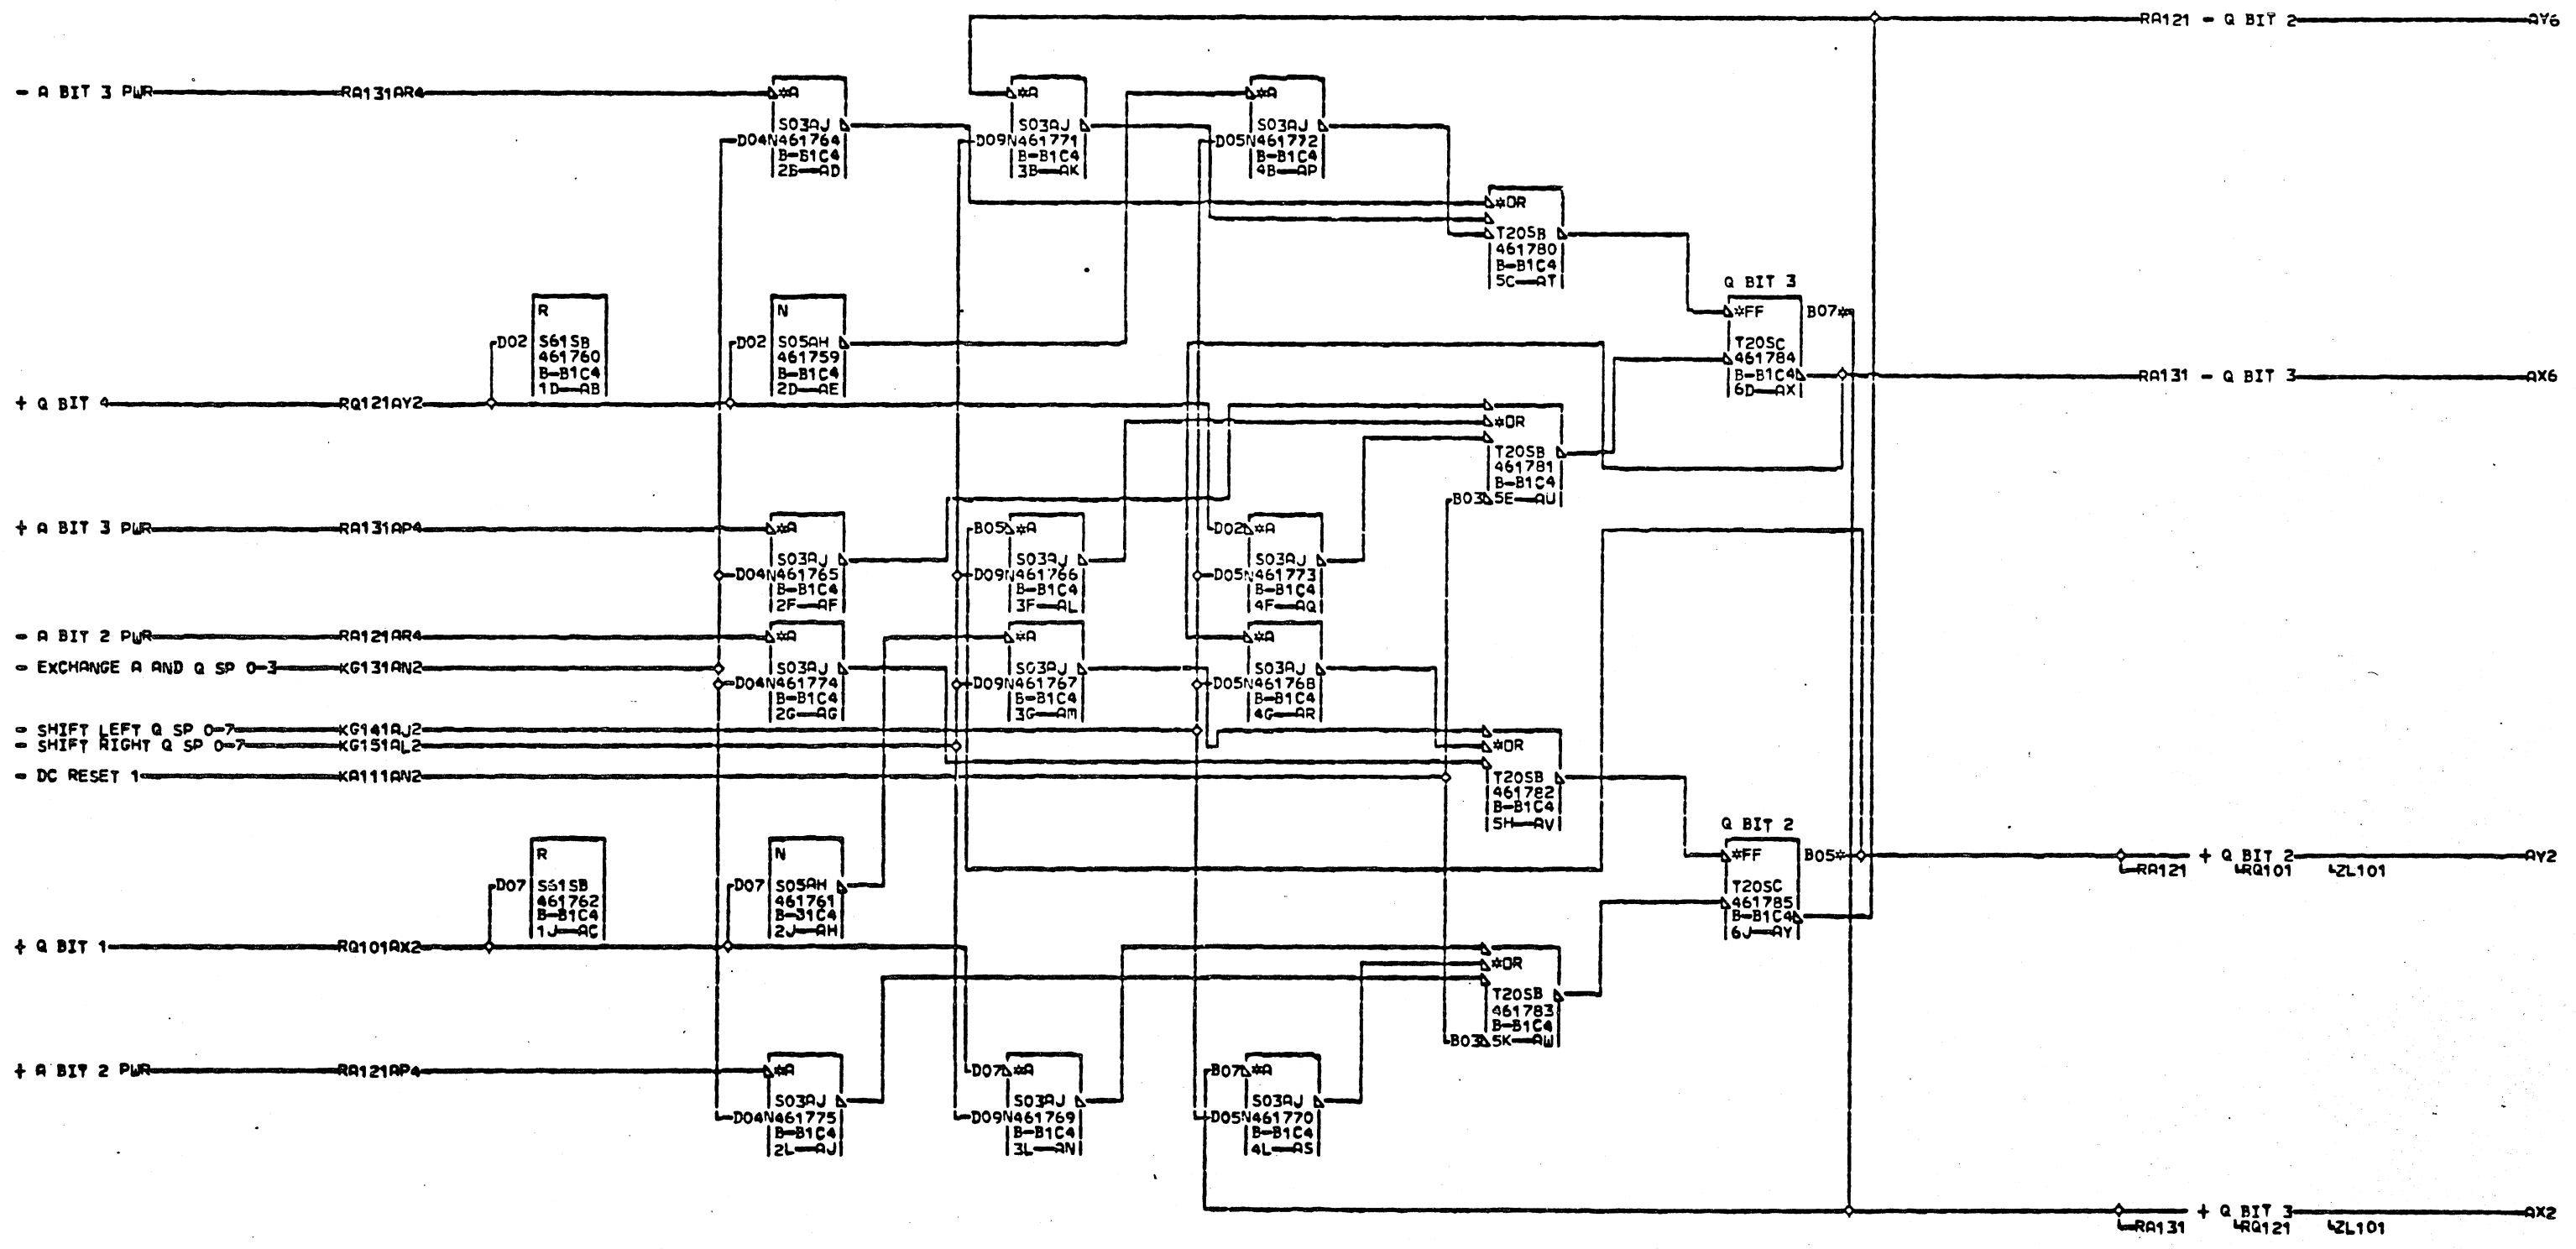 RA121 - Q BIT 2 AY6
- A BIT 3 PWR RA131AR4
*A
S03AJ
D04N461764
B-B1C4
2B AD
*A
S03AJ
D09N461771
B-B1C4
3B AK
*A
S03AJ
D05N461772
B-B1C4
4B AP
*OR
T20SB
461780
B-B1C4
5C AT
R
D02 S61SB
461760
B-B1C4
1D AB
N
D02 S05AH
461759
B-B1C4
2D AE
Q BIT 3
*FF B07*
T20SC
461784
B-B1C4
6D AX
RA131 - Q BIT 3 AX6
+ Q BIT 4 RQ121AY2
*OR
T20SB
461781
B-B1C4
B03 5E AU
+ A BIT 3 PWR RA131AP4
*A
S03AJ
D04N461765
B-B1C4
2F AF
B05 *A
S03AJ
D09N461766
B-B1C4
3F AL
D02 *A
S03AJ
D05N461773
B-B1C4
4F AQ
- A BIT 2 PWR RA121AR4
- EXCHANGE A AND Q SP 0-3 KG131AN2
*A
S03AJ
D04N461774
B-B1C4
2G AG
*A
S03AJ
D09N461767
B-B1C4
3G AM
*A
S03AJ
D05N461768
B-B1C4
4G AR
- SHIFT LEFT Q SP 0-7 KG141AJ2
- SHIFT RIGHT Q SP 0-7 KG151AL2
- DC RESET 1 KA111AN2
*OR
T20SB
461782
B-B1C4
5H AV
R
D07 S61SB
461762
B-B1C4
1J AC
N
D07 S05AH
461761
B-B1C4
2J AH
Q BIT 2
*FF B05*
T20SC
461785
B-B1C4
6J AY
+ Q BIT 2 AY2
RA121 RQ101 ZL101
+ Q BIT 1 RQ101AX2
*OR
T20SB
461783
B-B1C4
B03 5K AW
+ A BIT 2 PWR RA121AP4
*A
S03AJ
D04N461775
B-B1C4
2L AJ
D07 *A
S03AJ
D09N461769
B-B1C4
3L AN
B07 *A
S03AJ
D05N461770
B-B1C4
4L AS
+ Q BIT 3 AX2
RA131 RQ121 ZL101